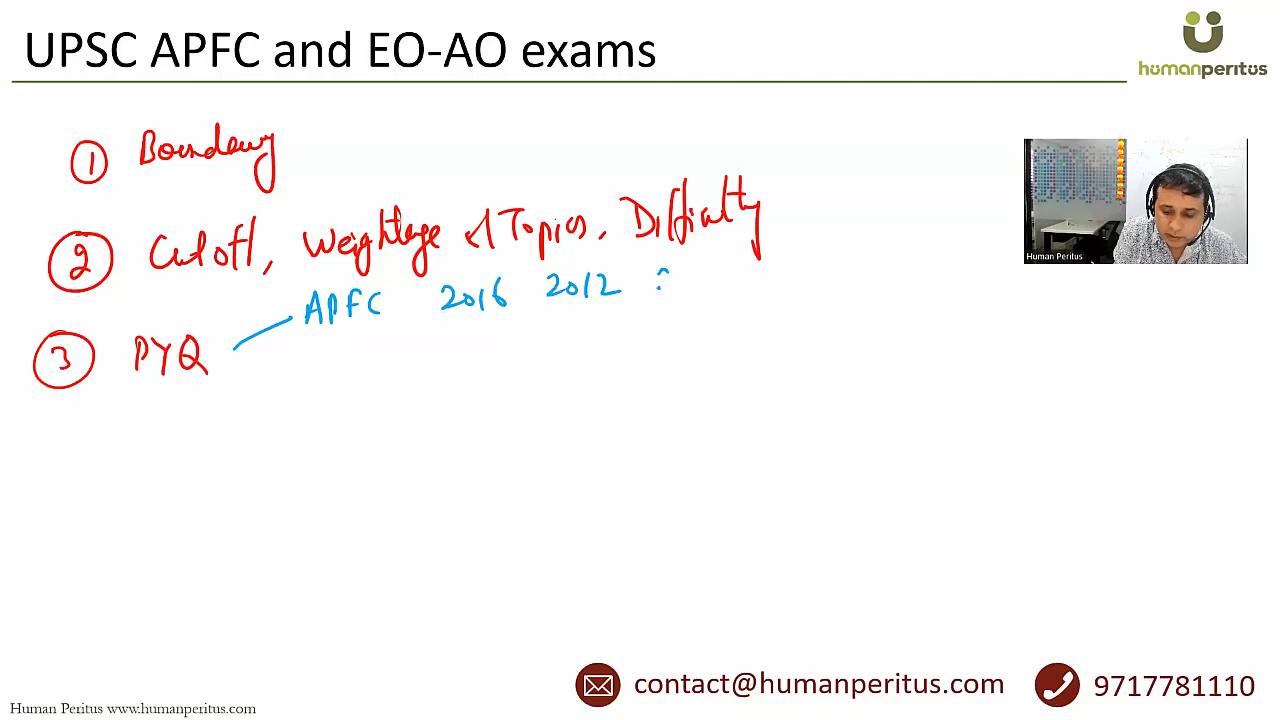 UPSC APFC and EO-AO exams
humanperitus
① Boundary
② Cutoff, Weightage of Topics, Difficulty
APFC 2016 2012
③ PYQ
Human Peritus
contact@humanperitus.com
9717781110
Human Peritus www.humanperitus.com